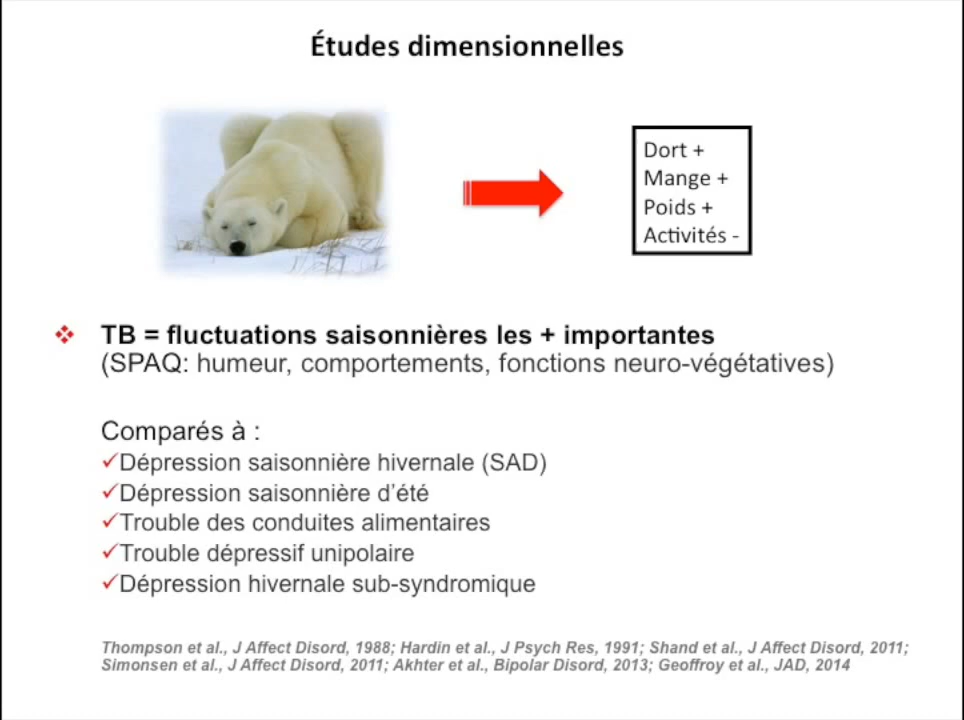 Études dimensionnelles
Dort +
Mange +
Poids +
Activités -
TB = fluctuations saisonnières les + importantes
(SPAQ: humeur, comportements, fonctions neuro-végétatives)
Comparés à :
Dépression saisonnière hivernale (SAD)
Dépression saisonnière d'été
Trouble des conduites alimentaires
Trouble dépressif unipolaire
Dépression hivernale sub-syndromique
Thompson et al., J Affect Disord, 1988; Hardin et al., J Psych Res, 1991; Shand et al., J Affect Disord, 2011;
Simonsen et al., J Affect Disord, 2011; Akhter et al., Bipolar Disord, 2013; Geoffroy et al., JAD, 2014